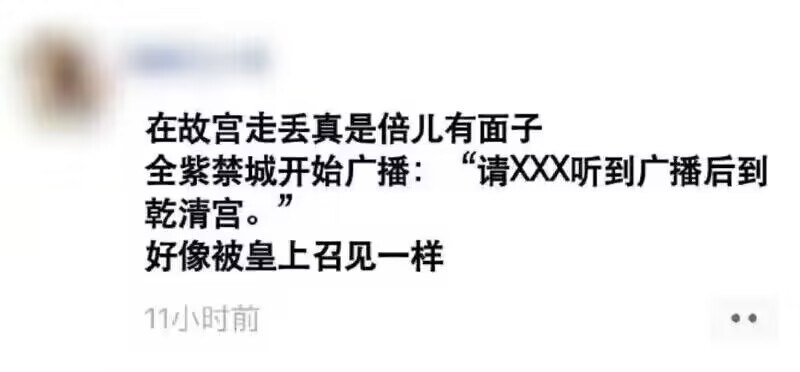 在故宫走丢真是倍儿有面子
全紫禁城开始广播：“请XXX听到广播后到
乾清宫。”
好像被皇上召见一样
11小时前